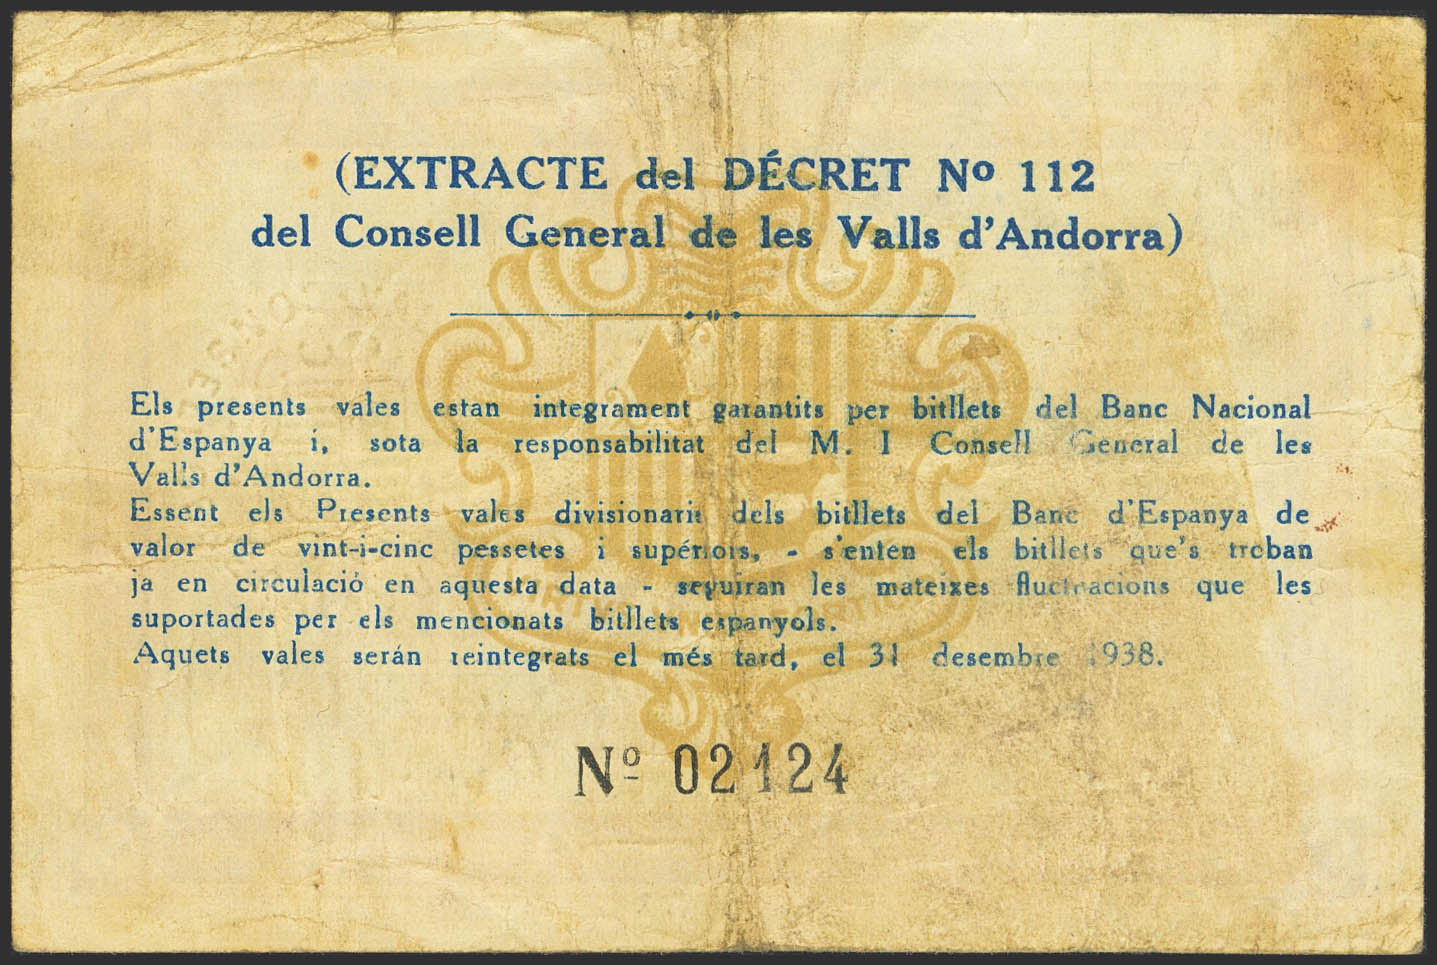 (EXTRACTE del DÉCRET Nº 112
del Consell General de les Valls d'Andorra)
Els presents vales estan integrament garantits per bitllets del Banc Nacional
d'Espanya i, sota la responsabilitat del M. I Consell General de les
Valls d'Andorra.
Essent els Presents vales divisionaris dels bitllets del Banc d'Espanya de
valor de vint-i-cinc pessetes i supériors, - s'enten els bitllets que's troban
ja en circulació en aquesta data - seguiran les mateixes fluctuacions que les
suportades per els mencionats bitllets espanyols.
Aquets vales serán reintegrats el més tard, el 31 desembre 1938.
Nº 02124